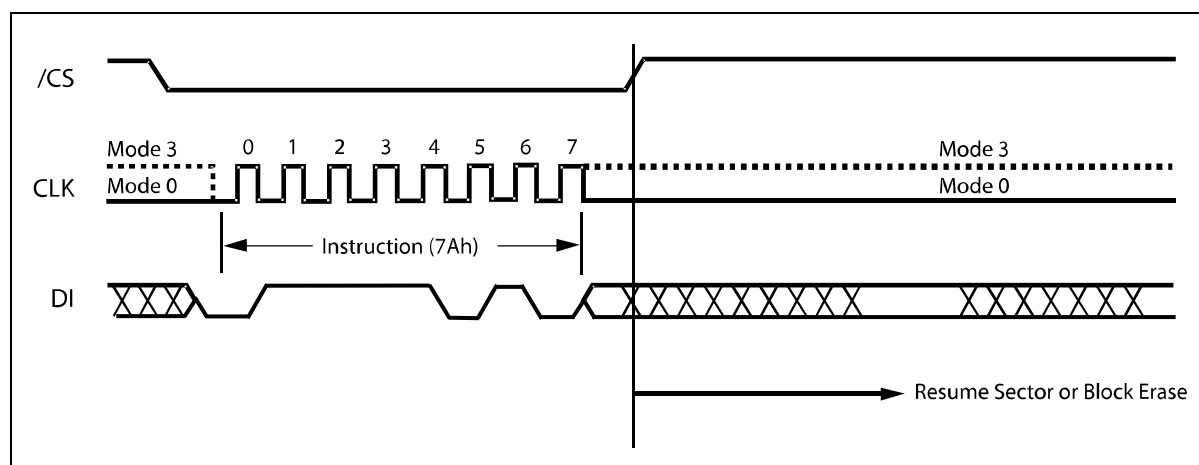 /CS
Mode 3
0 1 2 3 4 5 6 7
Mode 3
CLK
Mode 0
Mode 0
Instruction (7Ah)
DI
Resume Sector or Block Erase